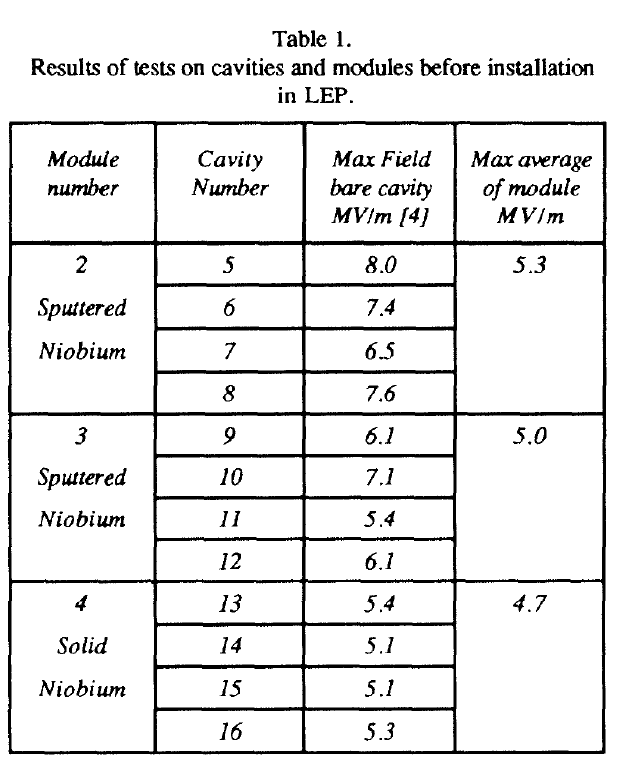 Table 1.
Results of tests on cavities and modules before installation
in LEP.
Module Cavity Max Field Max average
number Number bare cavity of module
MV/m [4] MV/m
2 5 8.0 5.3
Sputtered 6 7.4
Niobium 7 6.5
8 7.6
3 9 6.1 5.0
Sputtered 10 7.1
Niobium 11 5.4
12 6.1
4 13 5.4 4.7
Solid 14 5.1
Niobium 15 5.1
16 5.3